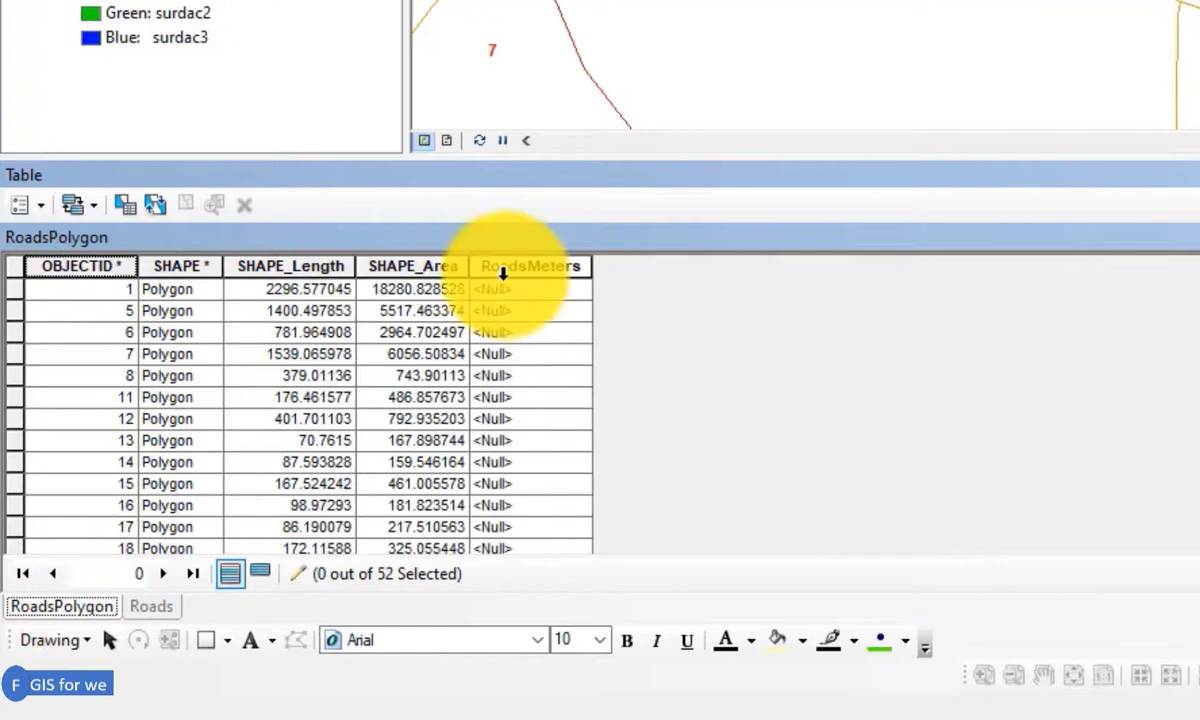 Green: surdac2
Blue: surdac3
7
Table
RoadsPolygon
OBJECTID * SHAPE * SHAPE_Length SHAPE_Area RoadsMeters
1 Polygon 2296.577045 18280.828528 <Null>
5 Polygon 1400.497853 5517.463374 <Null>
6 Polygon 781.964908 2964.702497 <Null>
7 Polygon 1539.065978 6056.50834 <Null>
8 Polygon 379.01136 743.90113 <Null>
11 Polygon 176.461577 486.857673 <Null>
12 Polygon 401.701103 792.935203 <Null>
13 Polygon 70.7615 167.898744 <Null>
14 Polygon 87.593828 159.546164 <Null>
15 Polygon 167.524242 461.005578 <Null>
16 Polygon 98.97293 181.823514 <Null>
17 Polygon 86.190079 217.510563 <Null>
18 Polygon 172.11588 325.055448 <Null>
0 (0 out of 52 Selected)
RoadsPolygon Roads
Drawing A Arial 10 B I U A
F GIS for we